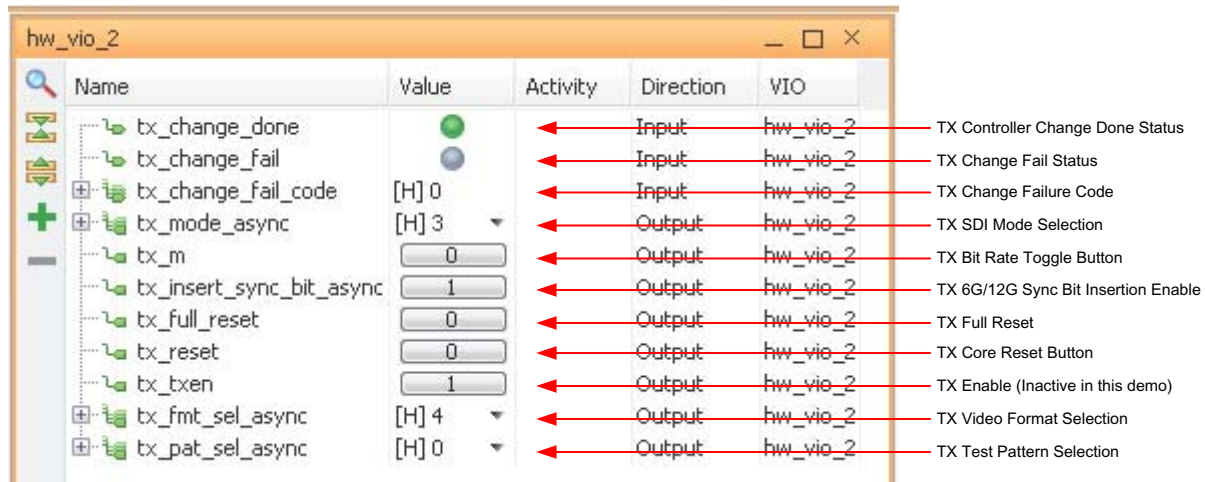 hw_vio_2
Name Value Activity Direction VIO
tx_change_done Input hw_vio_2 TX Controller Change Done Status
tx_change_fail Input hw_vio_2 TX Change Fail Status
tx_change_fail_code [H] 0 Input hw_vio_2 TX Change Failure Code
tx_mode_async [H] 3 Output hw_vio_2 TX SDI Mode Selection
tx_m 0 Output hw_vio_2 TX Bit Rate Toggle Button
tx_insert_sync_bit_async 1 Output hw_vio_2 TX 6G/12G Sync Bit Insertion Enable
tx_full_reset 0 Output hw_vio_2 TX Full Reset
tx_reset 0 Output hw_vio_2 TX Core Reset Button
tx_txen 1 Output hw_vio_2 TX Enable (Inactive in this demo)
tx_fmt_sel_async [H] 4 Output hw_vio_2 TX Video Format Selection
tx_pat_sel_async [H] 0 Output hw_vio_2 TX Test Pattern Selection